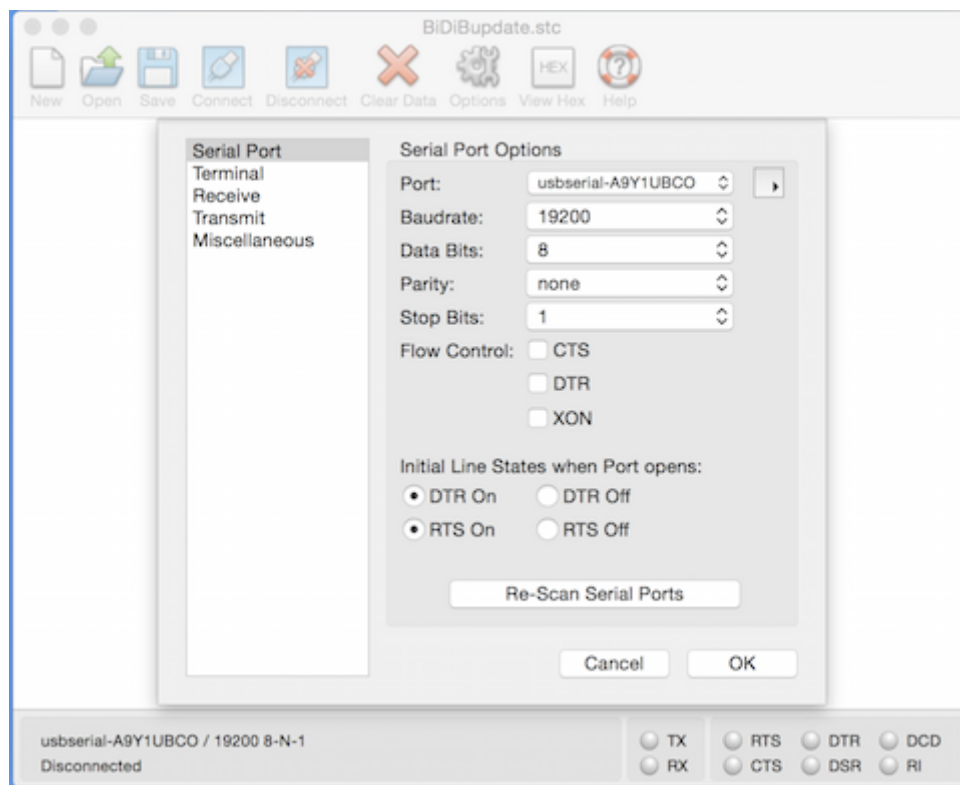 BiDiBupdate.stc
New Open Save Connect Disconnect Clear Data Options View Hex Help
HEX
Serial Port
Terminal
Receive
Transmit
Miscellaneous
Serial Port Options
Port: usbserial-A9Y1UBCO
Baudrate: 19200
Data Bits: 8
Parity: none
Stop Bits: 1
Flow Control: CTS
DTR
XON
Initial Line States when Port opens:
DTR On DTR Off
RTS On RTS Off
Re-Scan Serial Ports
Cancel OK
usbserial-A9Y1UBCO / 19200 8-N-1
Disconnected
TX RTS DTR DCD
RX CTS DSR RI